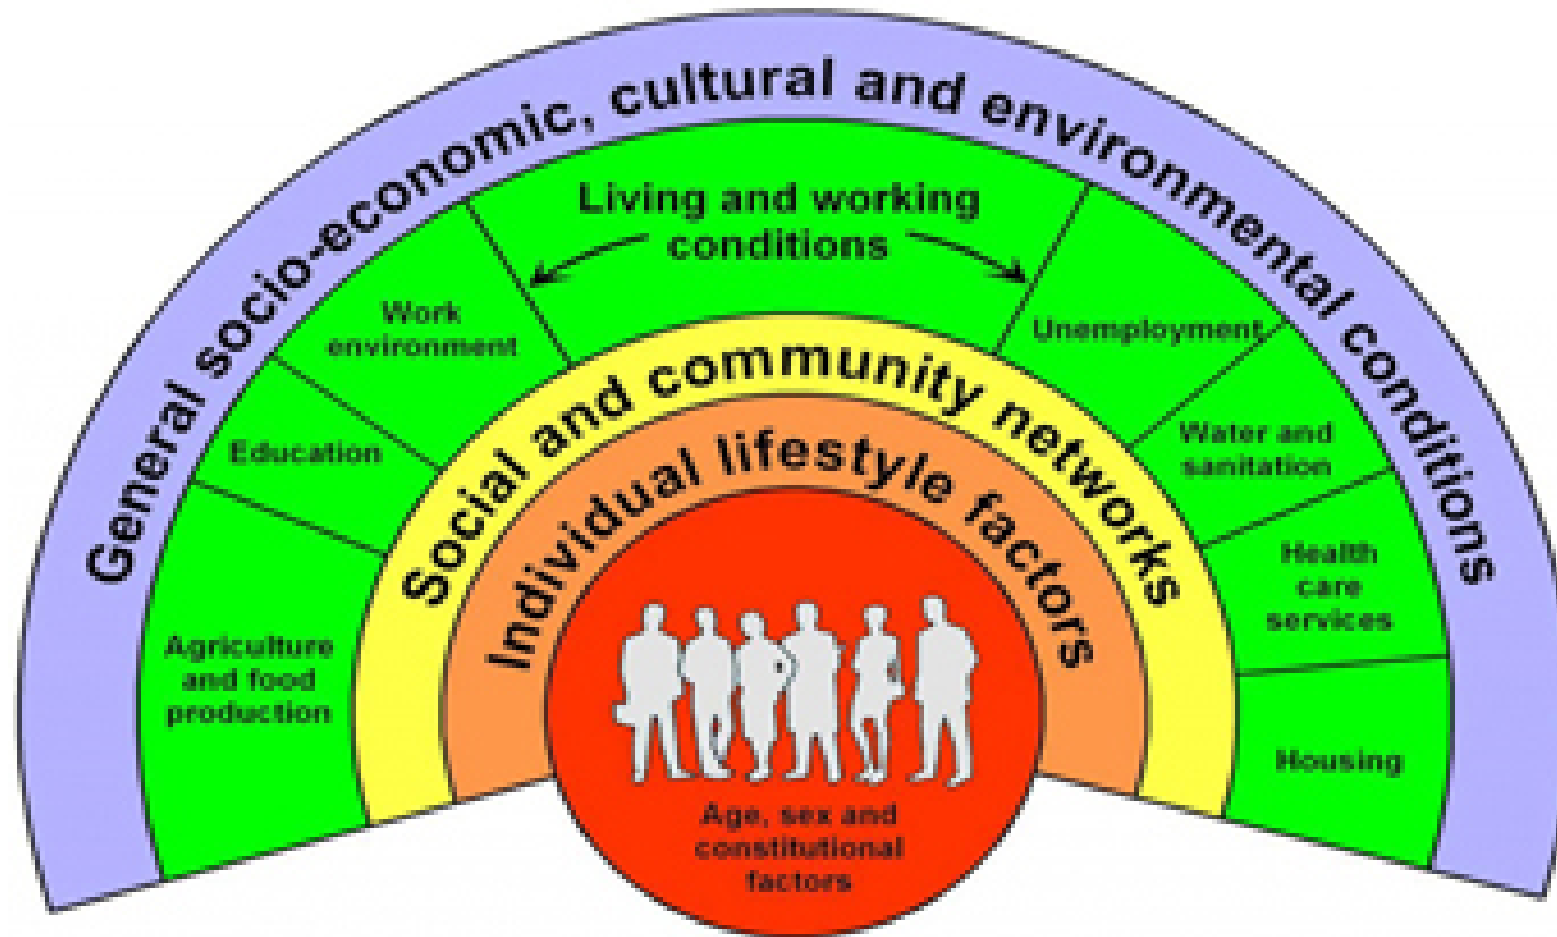 General socio-economic, cultural and environmental conditions
Living and working
conditions
Work
environment
Education
Agriculture
and food
production
Unemployment
Water and
sanitation
Health
care
services
Housing
Social and community networks
Individual lifestyle factors
Age, sex and
constitutional
factors